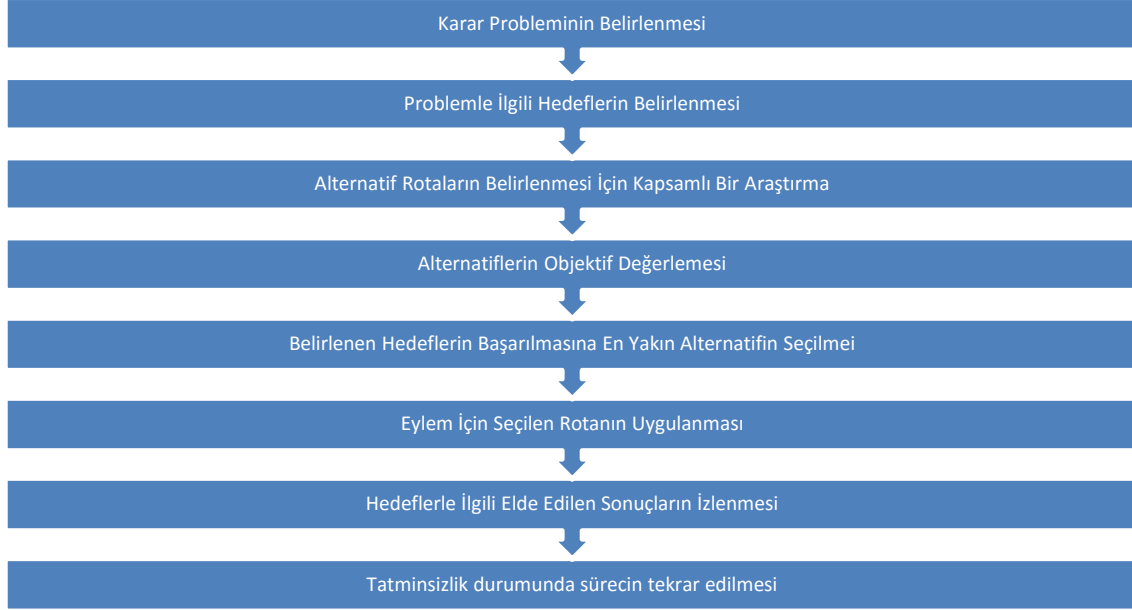 Karar Probleminin Belirlenmesi
Problemle İlgili Hedeflerin Belirlenmesi
Alternatif Rotaların Belirlenmesi İçin Kapsamlı Bir Araştırma
Alternatiflerin Objektif Değerlemesi
Belirlenen Hedeflerin Başarılmasına En Yakın Alternatifin Seçilmei
Eylem İçin Seçilen Rotanın Uygulanması
Hedeflerle İlgili Elde Edilen Sonuçların İzlenmesi
Tatminsizlik durumunda sürecin tekrar edilmesi